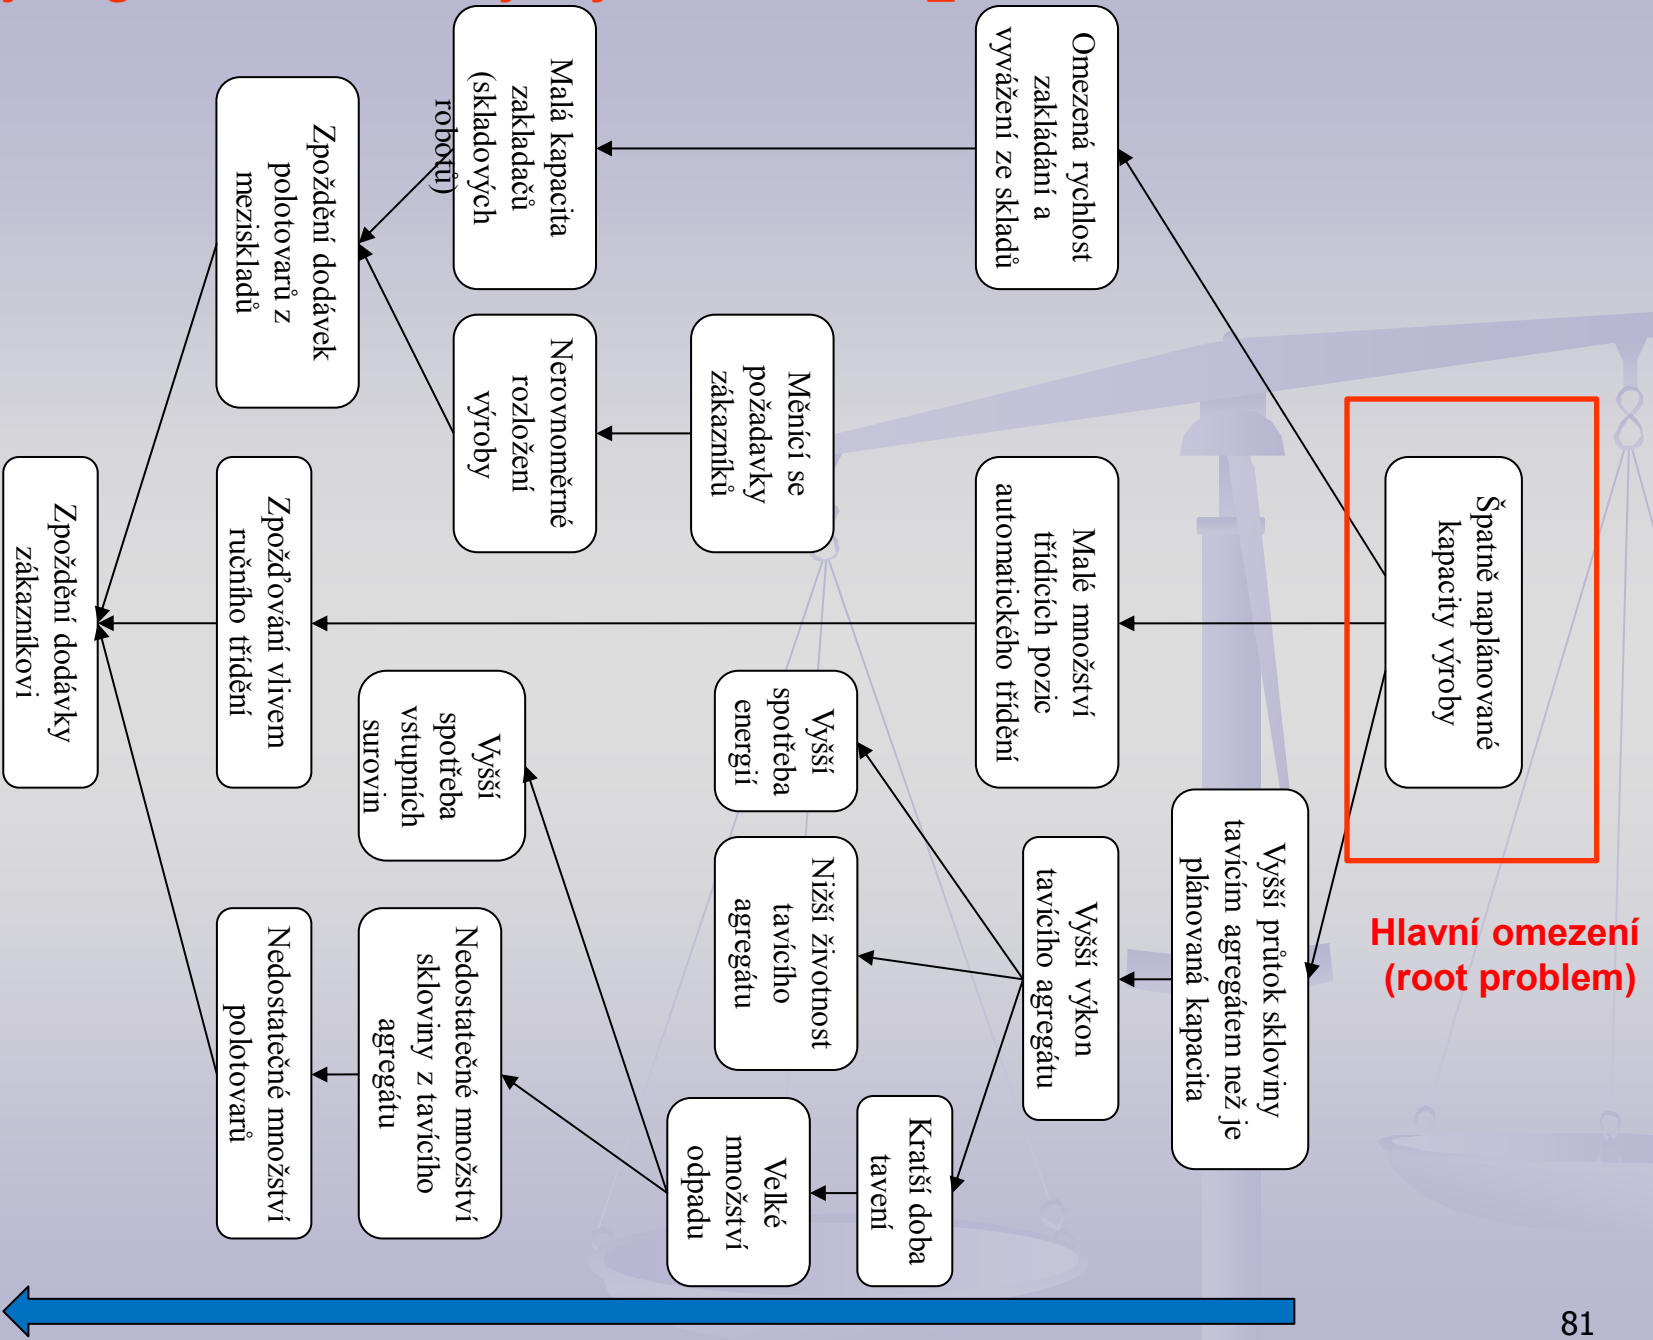 Omezená rychlost
zakládání a
vyvážení ze skladů
Malá kapacita
zakladačů
(skladových
robotů)
Zpoždění dodávek
polotovarů z
meziskladů
Měnící se
požadavky
zákazníků
Nerovnoměrné
rozložení
výroby
Špatně naplánované
kapacity výroby
Malé množství
třídících pozic
automatického třídění
Zpožďování vlivem
ručního třídění
Zpoždění dodávky
zákazníkovi
Vyšší
spotřeba
energií
Vyšší
spotřeba
vstupních
surovin
Vyšší průtok skloviny
tavícím agregátem než je
plánovaná kapacita
Vyšší výkon
tavícího agregátu
Nižší životnost
tavícího
agregátu
Nedostatečné množství
skloviny z tavícího
agregátu
Nedostatečné množství
polotovarů
Kratší doba
tavení
Velké
množství
odpadu
Hlavní omezení
(root problem)
81